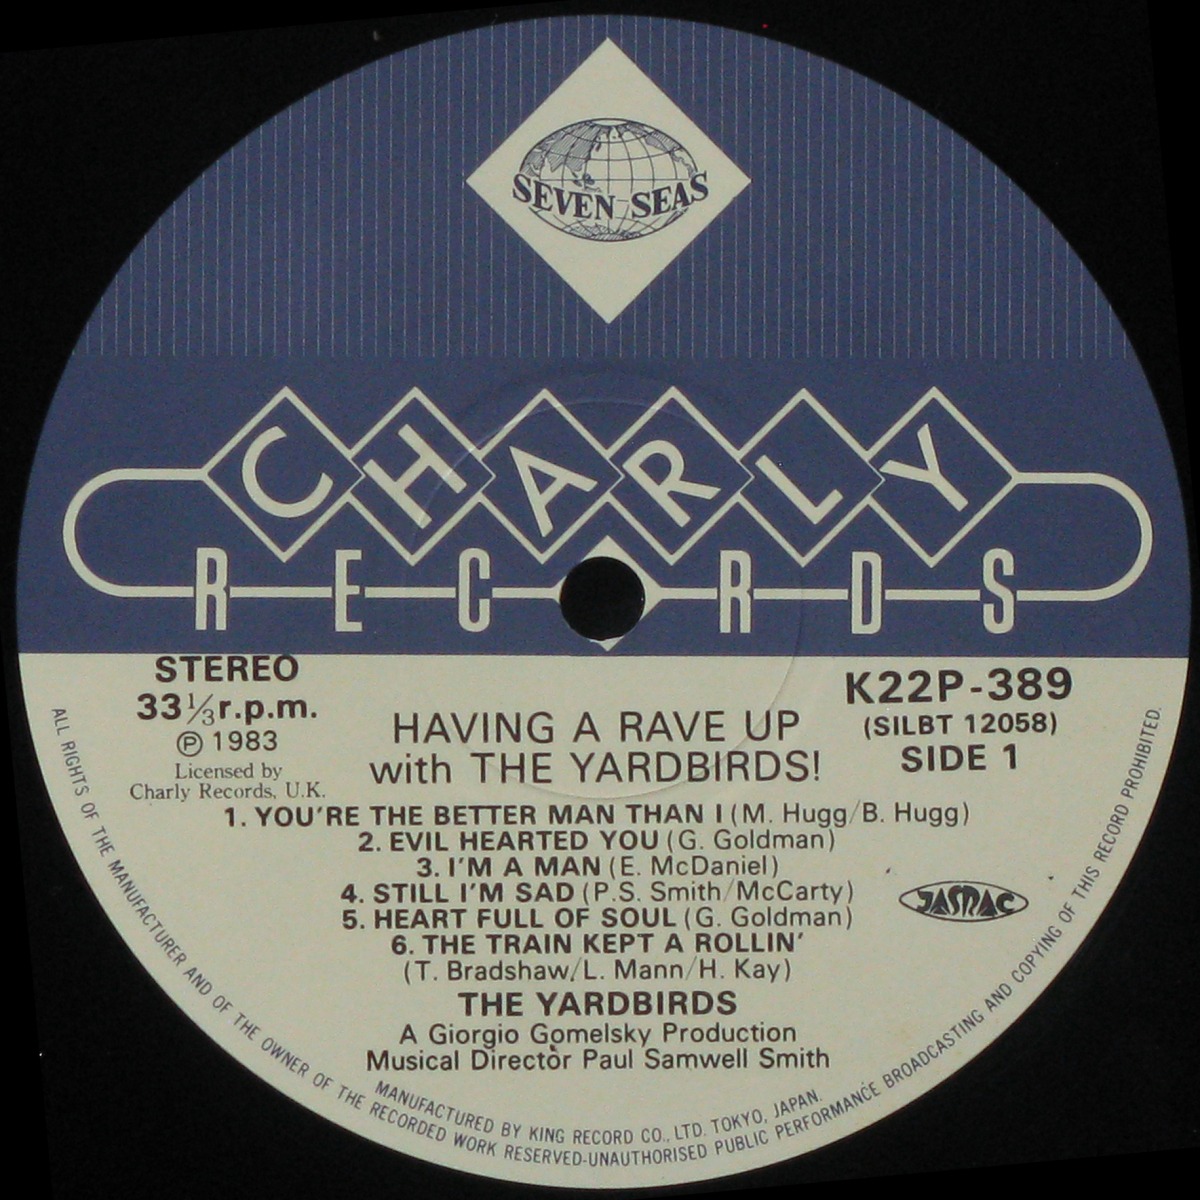 SEVEN SEAS
CHARLY
RECORDS
STEREO
33 1/3 r.p.m.
Ⓟ 1983
Licensed by
Charly Records, U.K.
K22P-389
(SILBT 12058)
SIDE 1
HAVING A RAVE UP
with THE YARDBIRDS!
1. YOU'RE THE BETTER MAN THAN I (M. Hugg/B. Hugg)
2. EVIL HEARTED YOU (G. Goldman)
3. I'M A MAN (E. McDaniel)
4. STILL I'M SAD (P.S. Smith/McCarty)
5. HEART FULL OF SOUL (G. Goldman)
6. THE TRAIN KEPT A ROLLIN'
(T. Bradshaw/L. Mann/H. Kay)
JASRAC
THE YARDBIRDS
A Giorgio Gomelsky Production
Musical Director Paul Samwell Smith
MANUFACTURED BY KING RECORD CO., LTD. TOKYO, JAPAN.
ALL RIGHTS OF THE MANUFACTURER AND OF THE OWNER OF THE RECORDED WORK RESERVED-UNAUTHORISED PUBLIC PERFORMANCE BROADCASTING AND COPYING OF THIS RECORD PROHIBITED.